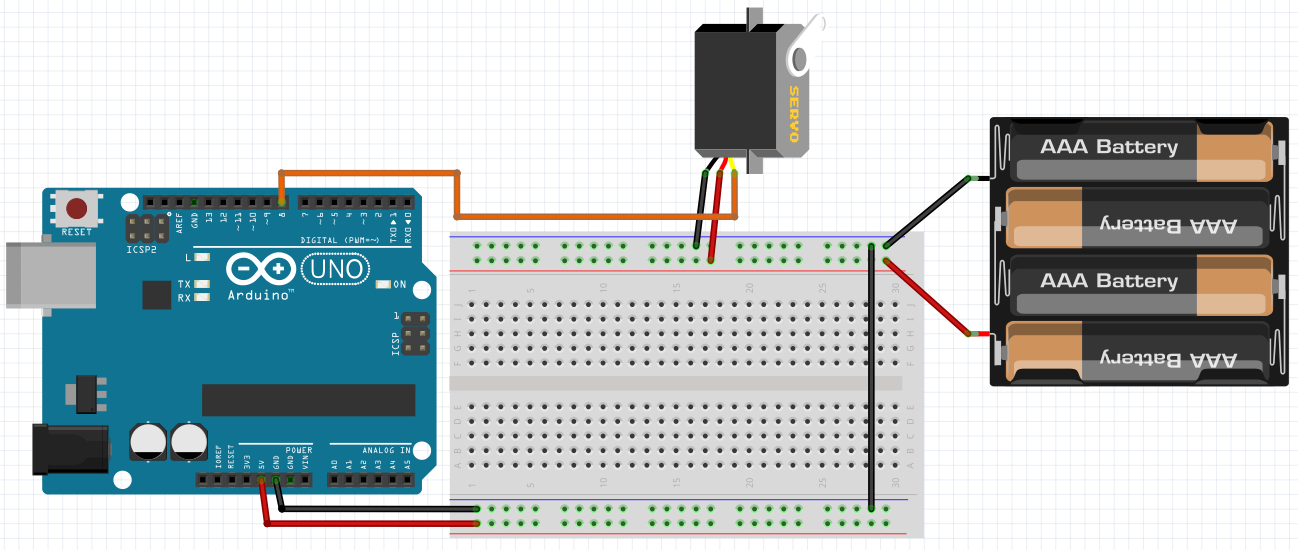 SERVO
AAA Battery
AAA Battery
AAA Battery
AAA Battery
RESET
ICSP2
AREF
GND
13
12
~11
~10
~9
8
7
~6
~5
4
~3
2
TXD▶1
RXD◀0
DIGITAL (PWM=~)
L
TX
RX
UNO
Arduino™
ON
1
ICSP
POWER
ANALOG IN
IOREF
RESET
3V3
5V
GND
GND
VIN
A0
A1
A2
A3
A4
A5
1 5 10 15 20 25 30
J J
I I
H H
G G
F F
E E
D D
C C
B B
A A
1 5 10 15 20 25 30